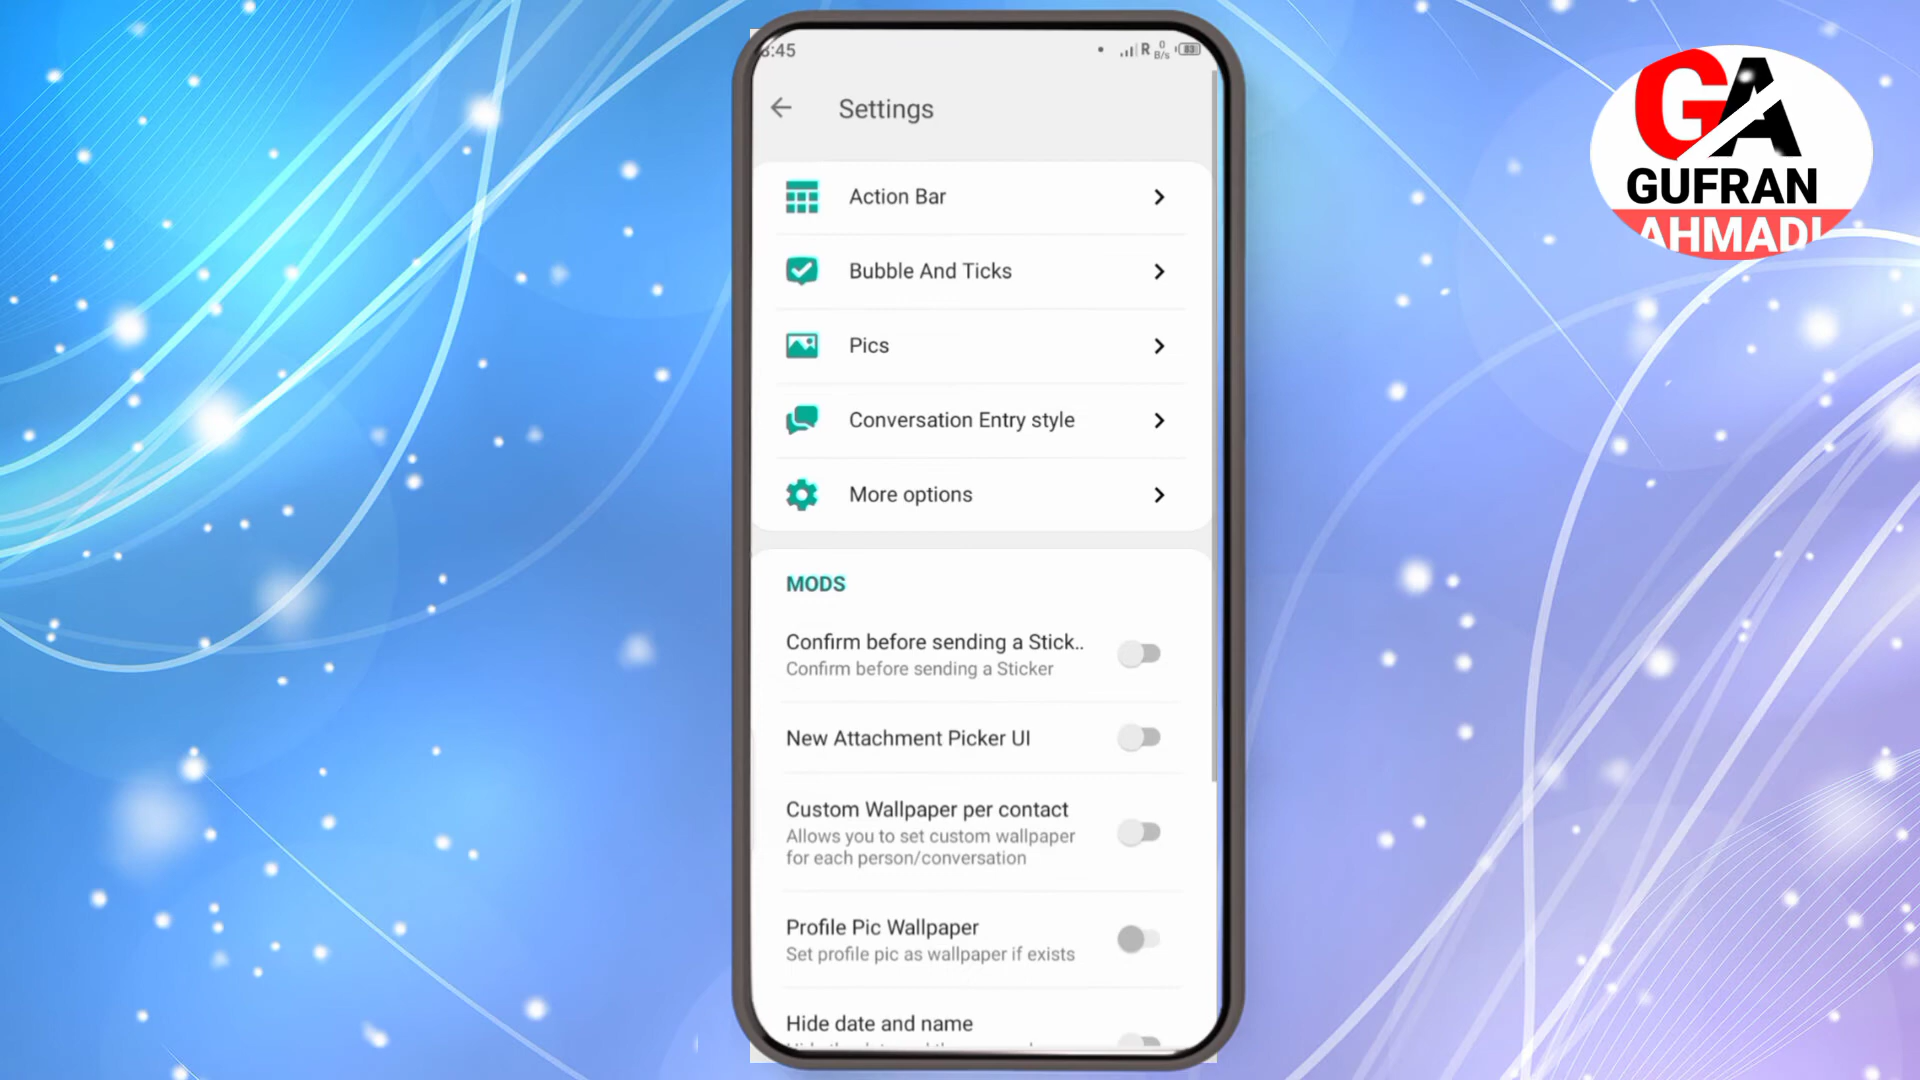 :45
R 0 B/s 83
Settings
Action Bar
Bubble And Ticks
Pics
Conversation Entry style
More options
MODS
Confirm before sending a Stick..
Confirm before sending a Sticker
New Attachment Picker UI
Custom Wallpaper per contact
Allows you to set custom wallpaper
for each person/conversation
Profile Pic Wallpaper
Set profile pic as wallpaper if exists
Hide date and name
GA
GUFRAN
AHMADI